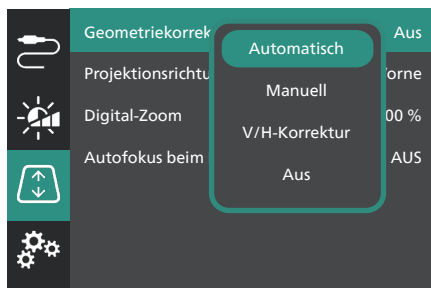 Geometriekorrek Aus
Projektionsrichtu orne
Digital-Zoom 00 %
Autofokus beim AUS
Automatisch
Manuell
V/H-Korrektur
Aus